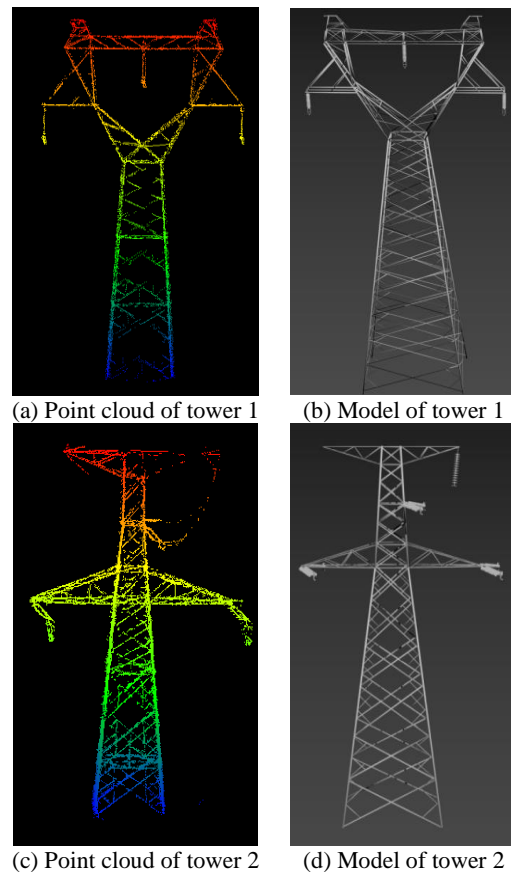 (a) Point cloud of tower 1
(b) Model of tower 1
(c) Point cloud of tower 2
(d) Model of tower 2